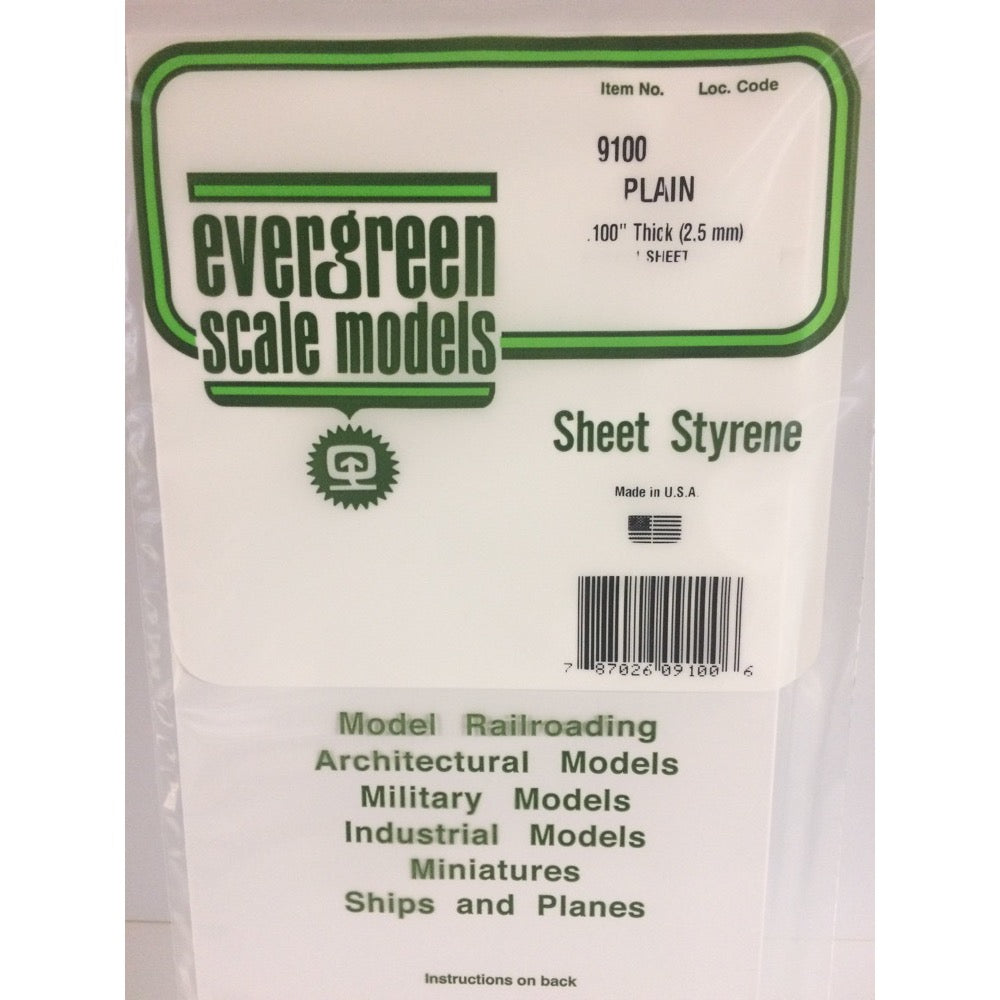 Item No. Loc. Code
9100
PLAIN
.100" Thick (2.5 mm)
1 SHEET
evergreen
scale models
Sheet Styrene
Made in U.S.A.
7 87026 09100 6
Model Railroading
Architectural Models
Military Models
Industrial Models
Miniatures
Ships and Planes
Instructions on back